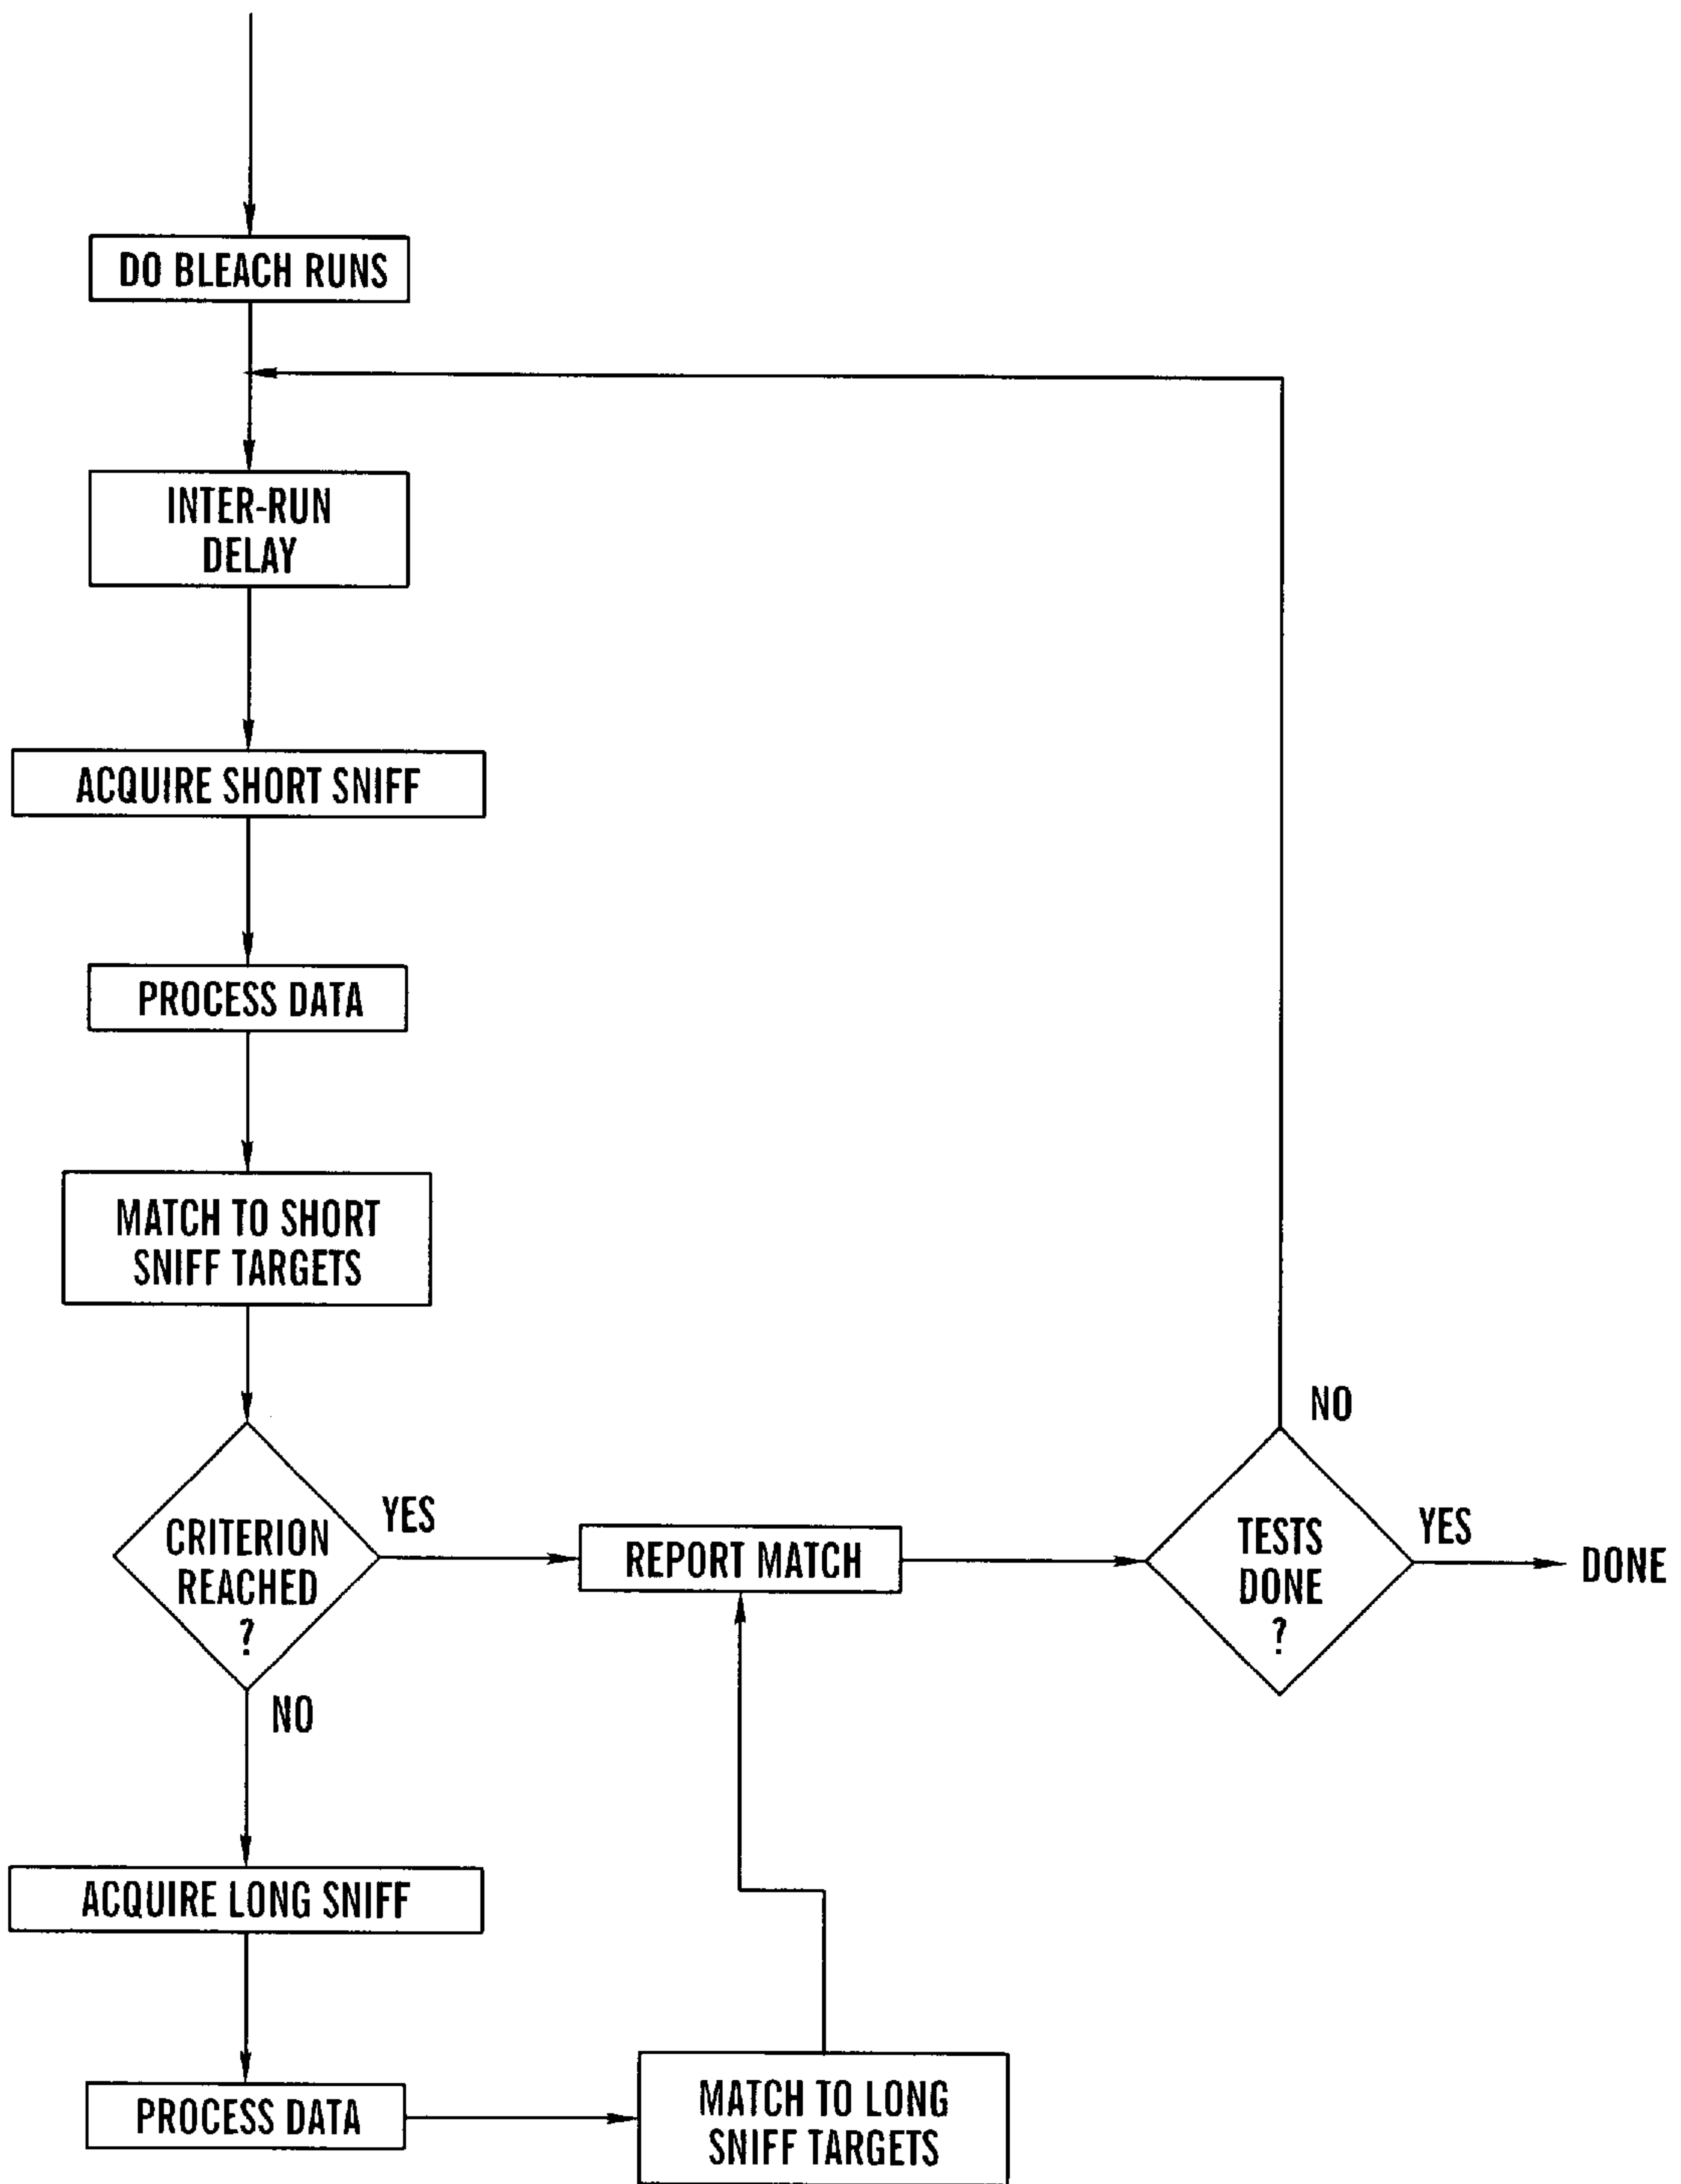 DO BLEACH RUNS
INTER-RUN
DELAY
ACQUIRE SHORT SNIFF
PROCESS DATA
MATCH TO SHORT
SNIFF TARGETS
CRITERION
REACHED
?
YES
NO
REPORT MATCH
TESTS
DONE
?
NO
YES
DONE
ACQUIRE LONG SNIFF
PROCESS DATA
MATCH TO LONG
SNIFF TARGETS